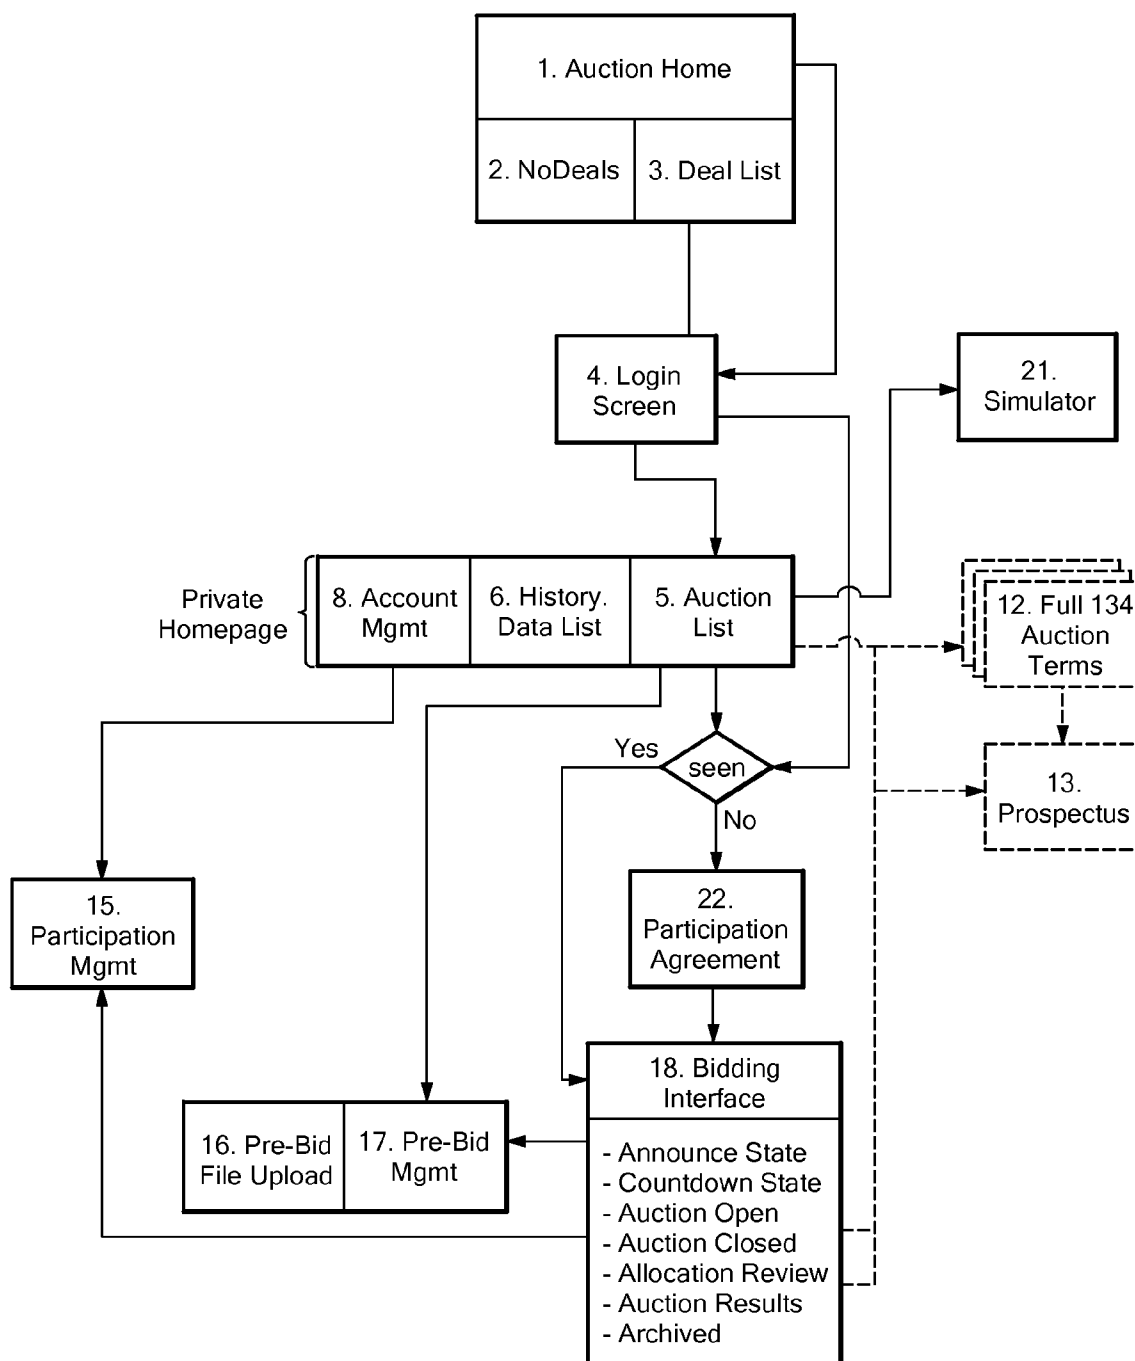 1. Auction Home
2. NoDeals
3. Deal List
4. Login
Screen
21.
Simulator
Private
Homepage
8. Account
Mgmt
6. History.
Data List
5. Auction
List
12. Full 134
Auction
Terms
Yes
seen
No
13.
Prospectus
15.
Participation
Mgmt
22.
Participation
Agreement
18. Bidding
Interface
16. Pre-Bid
File Upload
17. Pre-Bid
Mgmt
- Announce State
- Countdown State
- Auction Open
- Auction Closed
- Allocation Review
- Auction Results
- Archived